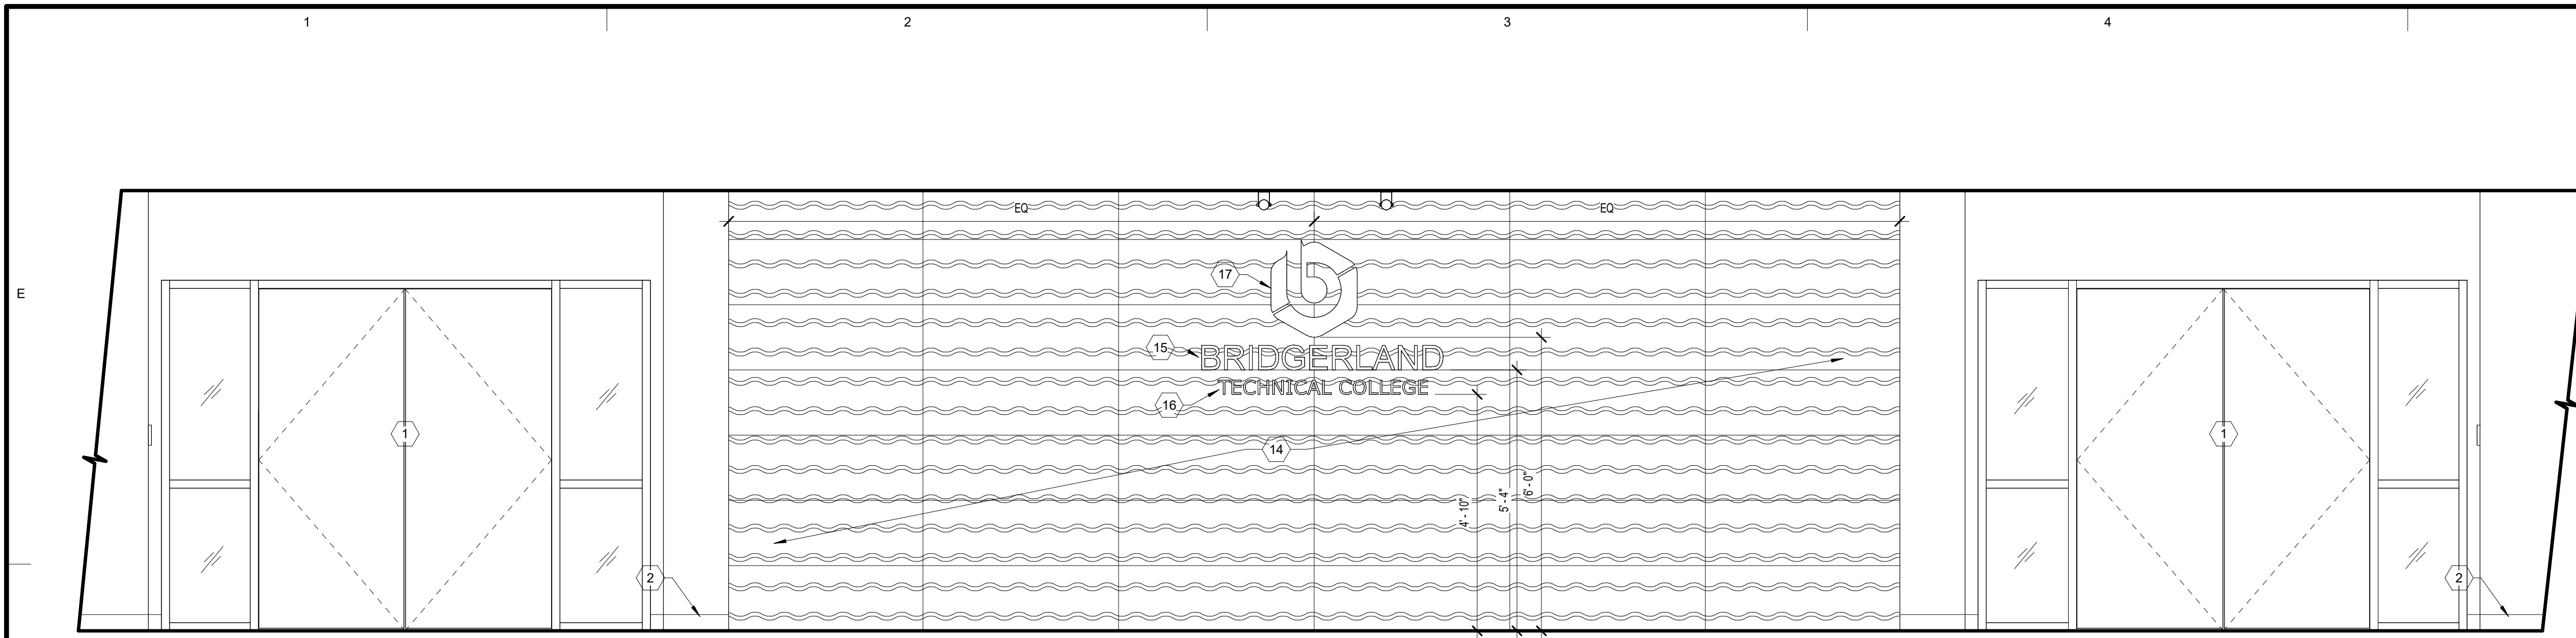 1 2 3 4
E
EQ EQ
17
15 BRIDGERLAND
16 TECHNICAL COLLEGE
1 14 1
4' - 10" 5' - 4" 6' - 0"
2 2